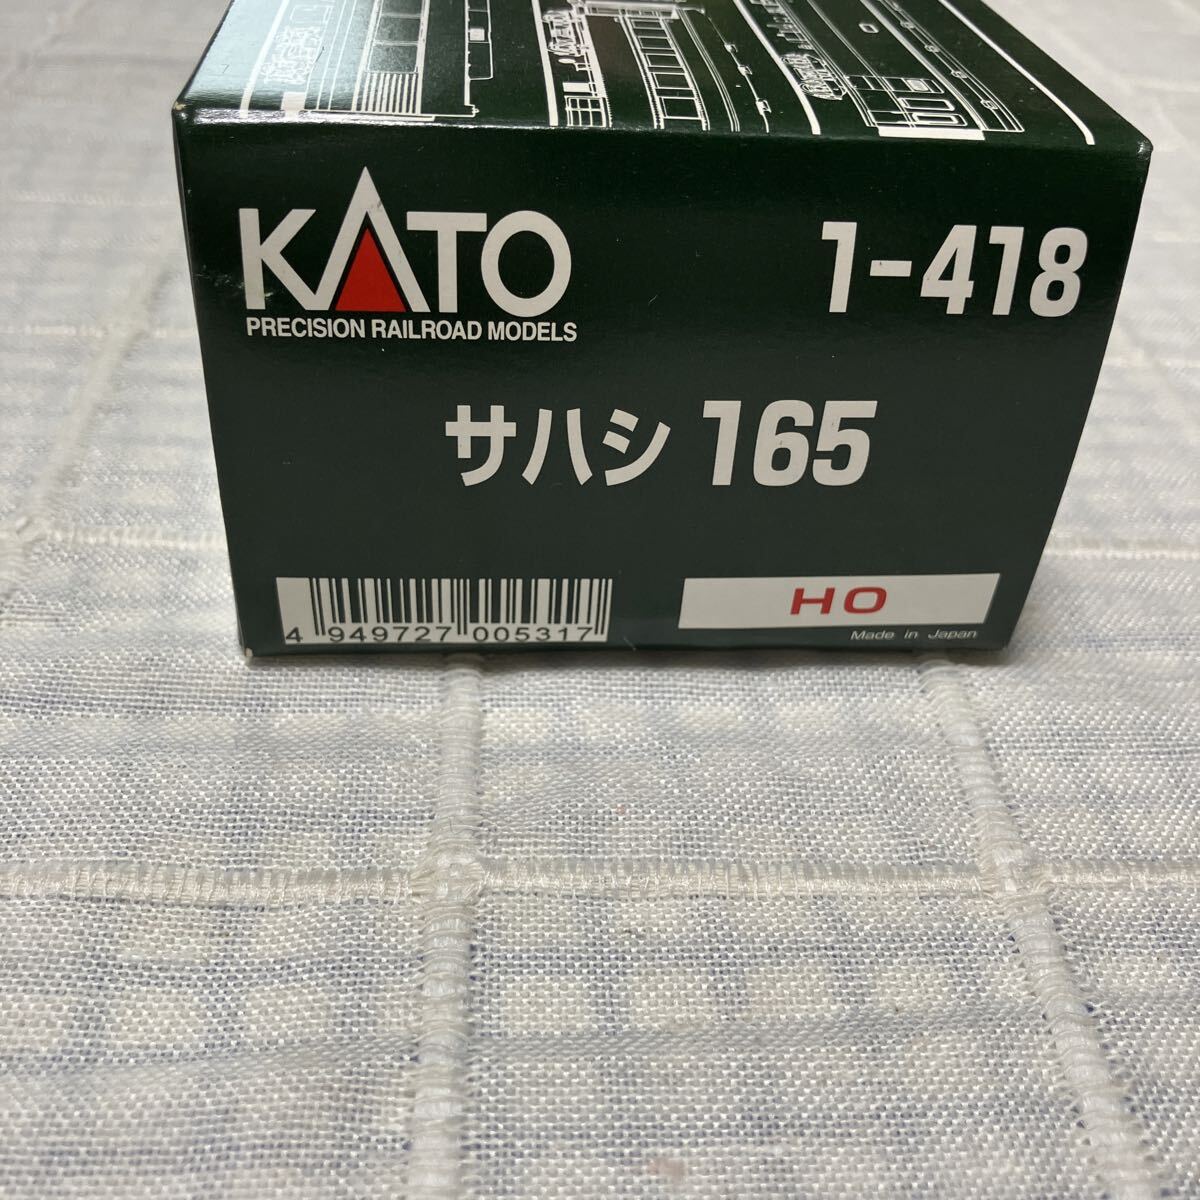 KATO
PRECISION RAILROAD MODELS
1-418
サハシ 165
4 949727 005317
HO
Made in Japan